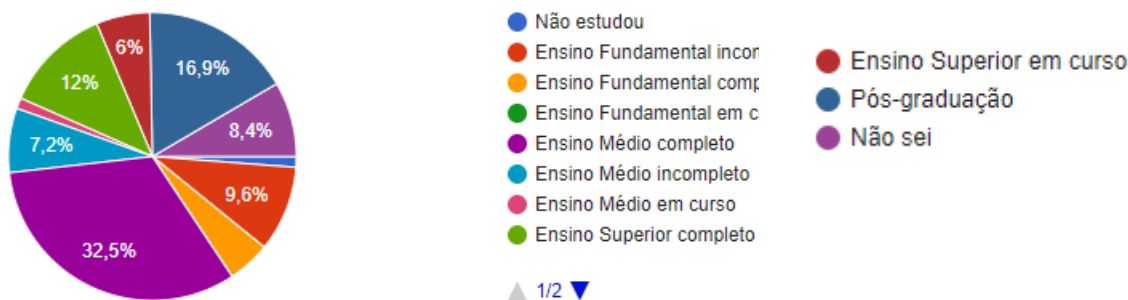 6%
16,9%
12%
8,4%
7,2%
9,6%
32,5%
Não estudou
Ensino Fundamental incor
Ensino Fundamental comp
Ensino Fundamental em c
Ensino Médio completo
Ensino Médio incompleto
Ensino Médio em curso
Ensino Superior completo
1/2
Ensino Superior em curso
Pós-graduação
Não sei